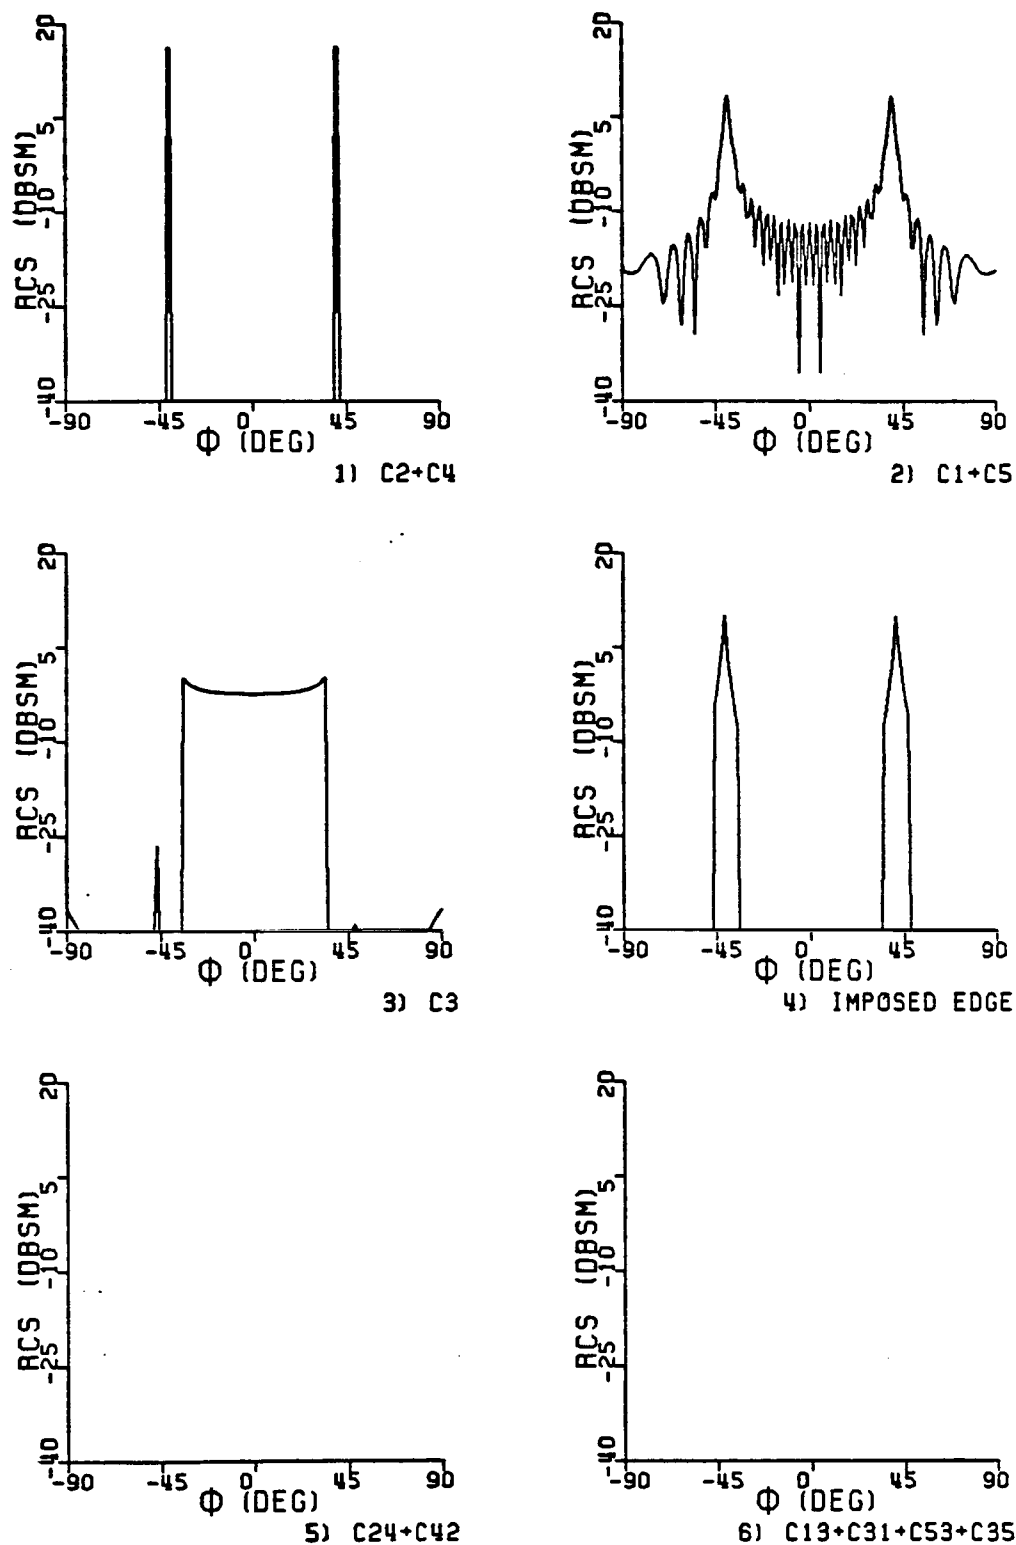 20
5
-10
-25
-40
RCS (DBSM)
-90 -45 0 45 90
Φ (DEG)
1) C2+C4
20
5
-10
-25
-40
RCS (DBSM)
-90 -45 0 45 90
Φ (DEG)
2) C1+C5
20
5
-10
-25
-40
RCS (DBSM)
-90 -45 0 45 90
Φ (DEG)
3) C3
20
5
-10
-25
-40
RCS (DBSM)
-90 -45 0 45 90
Φ (DEG)
4) IMPOSED EDGE
20
5
-10
-25
-40
RCS (DBSM)
-90 -45 0 45 90
Φ (DEG)
5) C24+C42
20
5
-10
-25
-40
RCS (DBSM)
-90 -45 0 45 90
Φ (DEG)
6) C13+C31+C53+C35